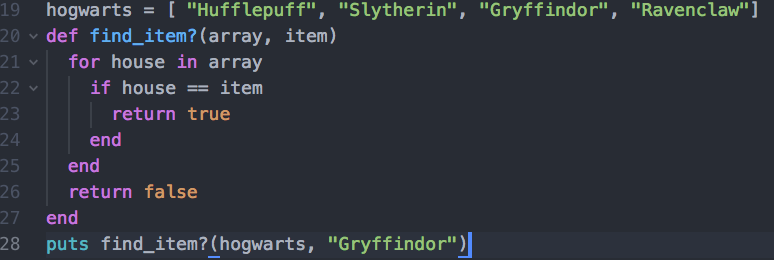 19 hogwarts = [ "Hufflepuff", "Slytherin", "Gryffindor", "Ravenclaw"]
20 def find_item?(array, item)
21   for house in array
22     if house == item
23       return true
24     end
25   end
26   return false
27 end
28 puts find_item?(hogwarts, "Gryffindor")